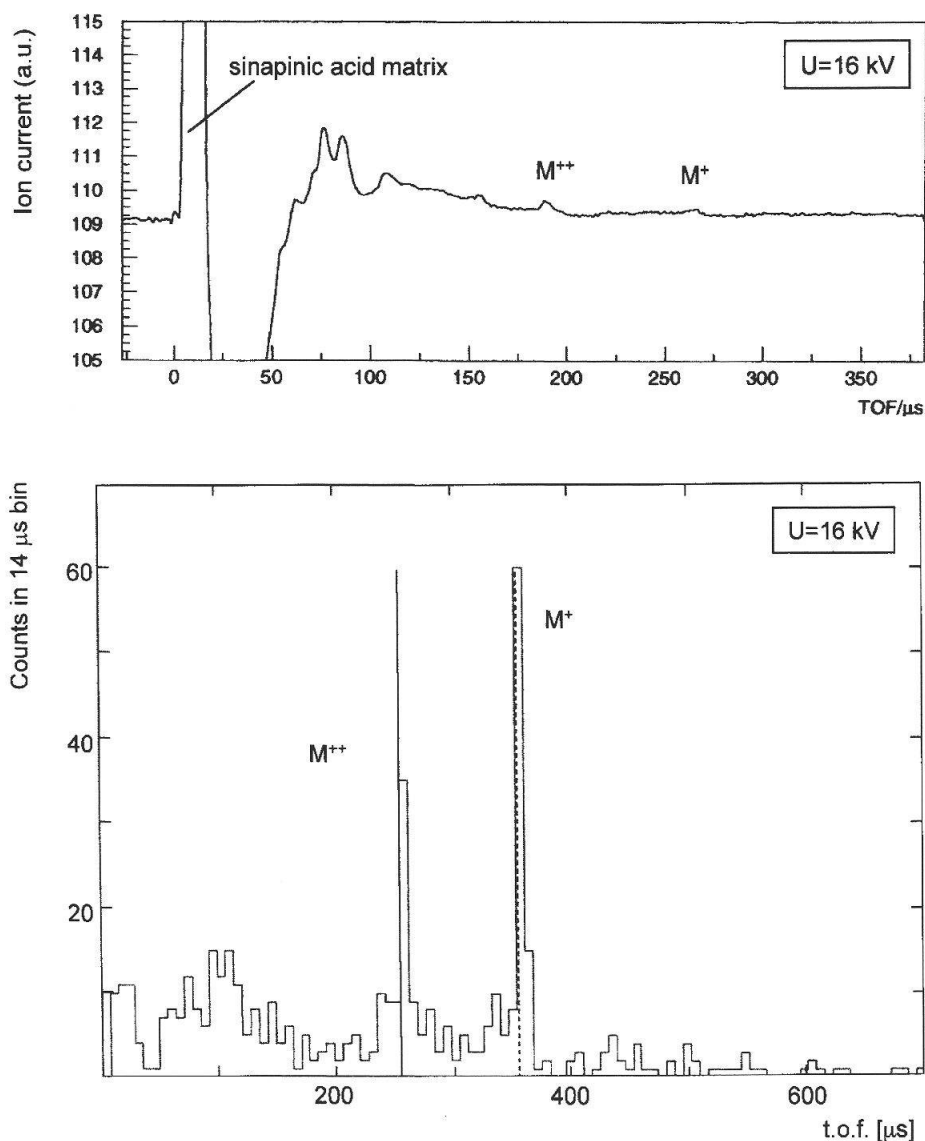 115
114
113
112
111
110
109
108
107
106
105
Ion current (a.u.)
sinapinic acid matrix
U=16 kV
M++
M+
0 50 100 150 200 250 300 350
TOF/µs
Counts in 14 µs bin
60
40
20
U=16 kV
M+
M++
200 400 600
t.o.f. [µs]